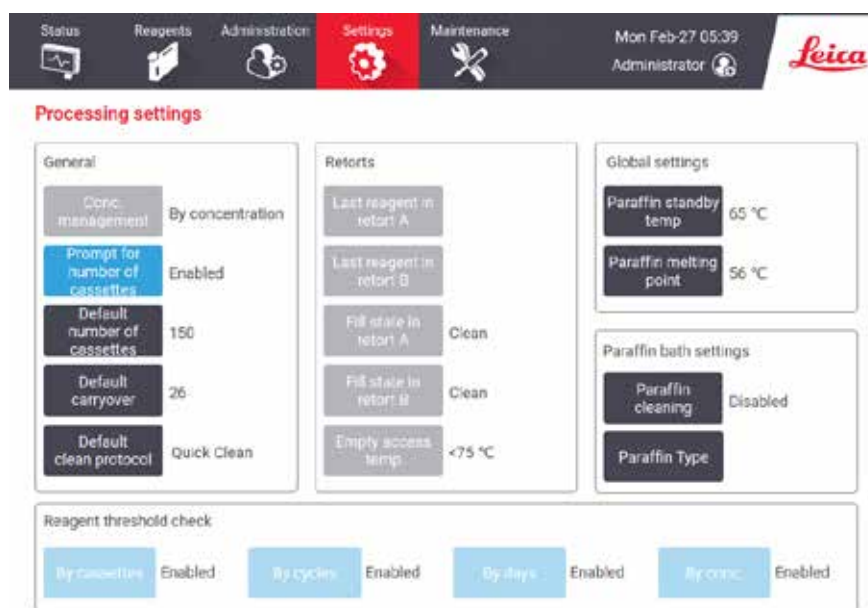 Status Reagents Administration Settings Maintenance
Mon Feb-27 05:39
Administrator
Leica
Processing settings
General
Conc. management By concentration
Prompt for number of cassettes Enabled
Default number of cassettes 150
Default carryover 26
Default clean protocol Quick Clean
Retorts
Last reagent in retort A
Last reagent in retort B
Fill state in retort A Clean
Fill state in retort B Clean
Empty access temp. <75 °C
Global settings
Paraffin standby temp 65 °C
Paraffin melting point 56 °C
Paraffin bath settings
Paraffin cleaning Disabled
Paraffin Type
Reagent threshold check
By cassettes Enabled By cycles Enabled By days Enabled By conc. Enabled